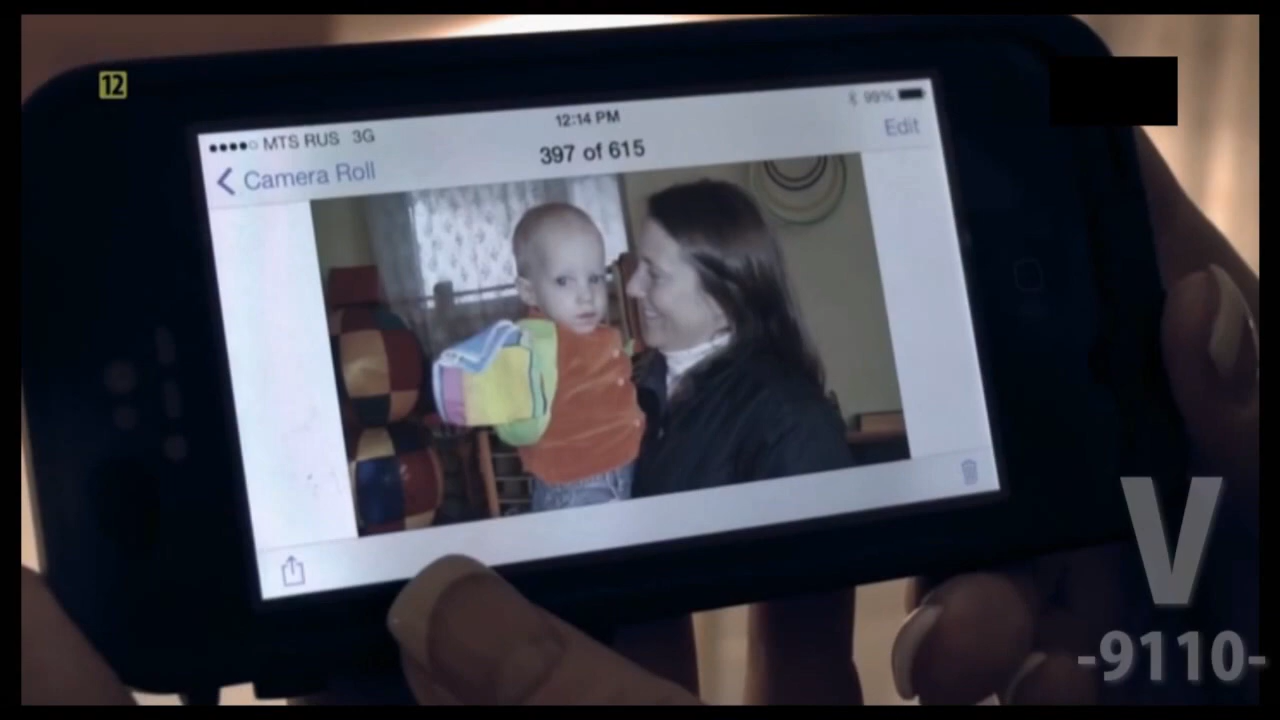 12
MTS RUS 3G
12:14 PM
99%
Camera Roll
397 of 615
Edit
V
-9110-